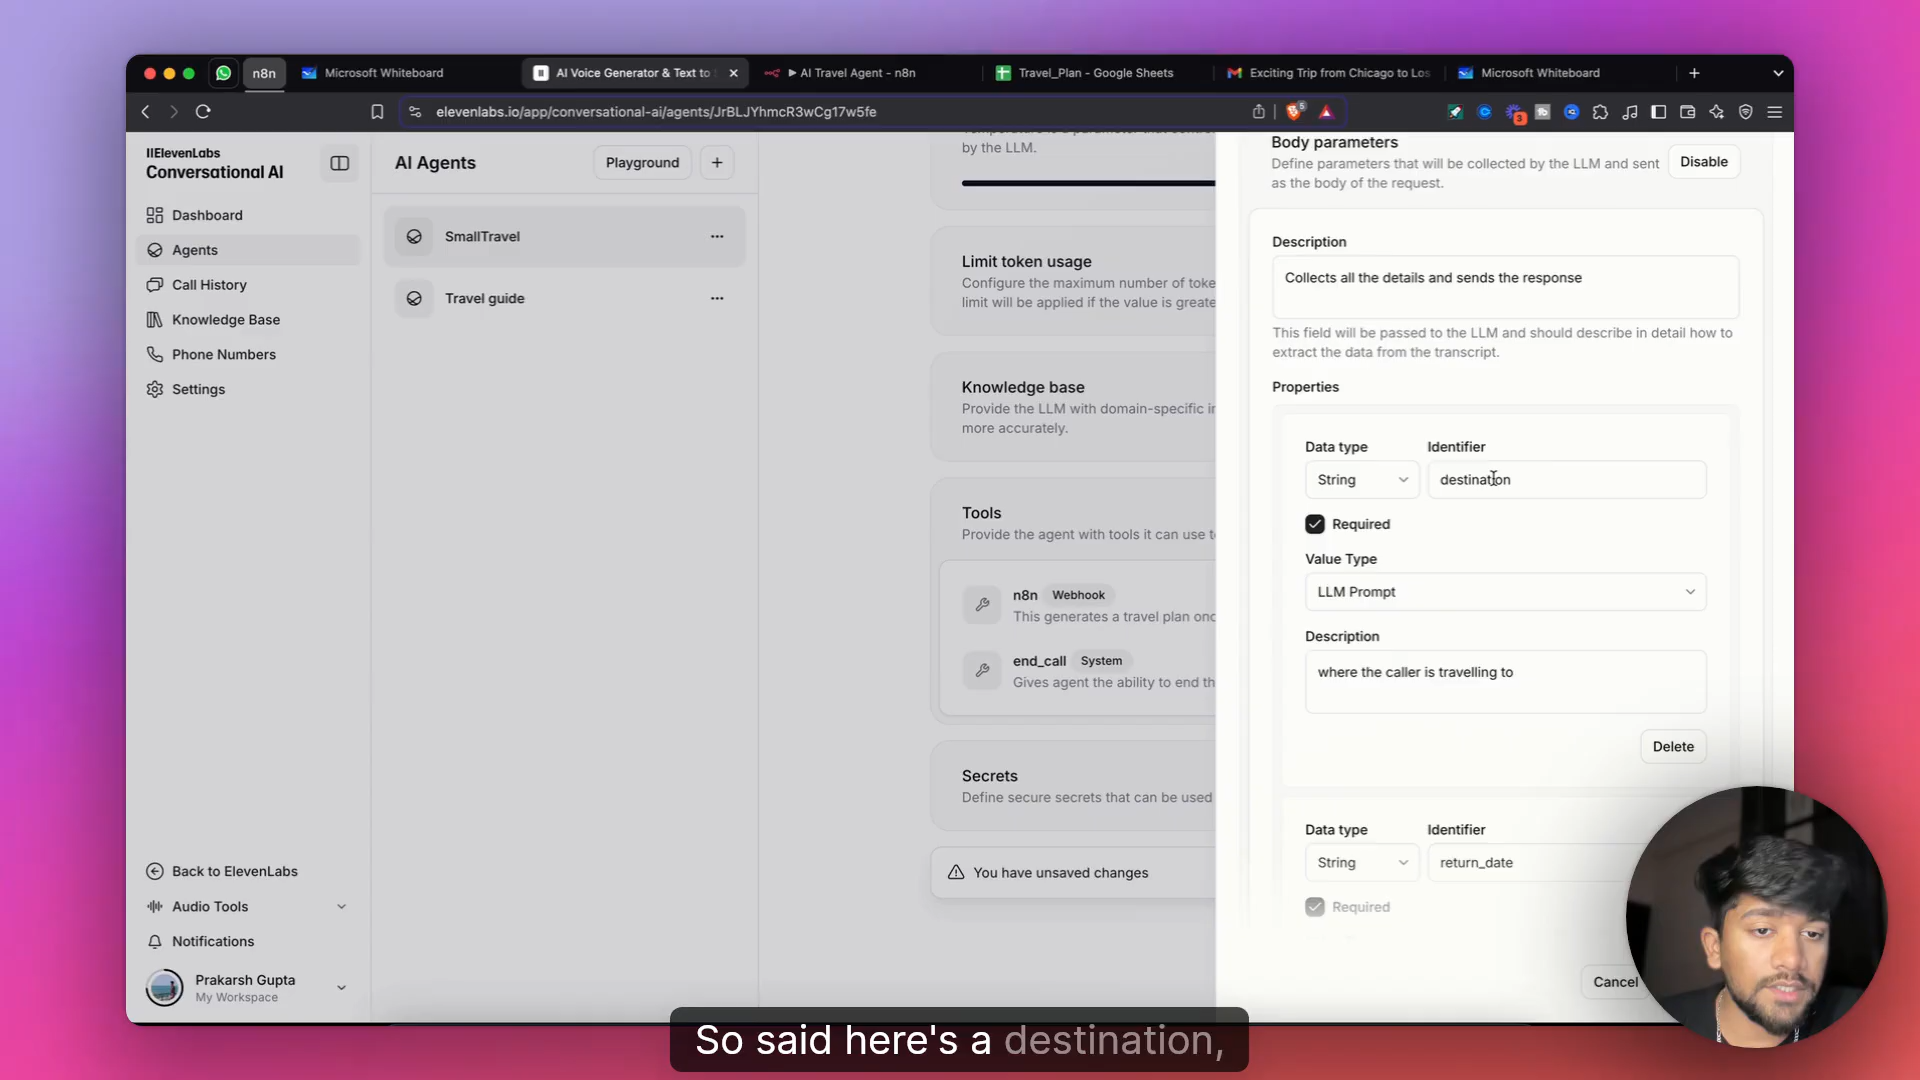 n8n
Microsoft Whiteboard
AI Voice Generator & Text to
AI Travel Agent - n8n
Travel_Plan - Google Sheets
Exciting Trip from Chicago to Los
Microsoft Whiteboard
elevenlabs.io/app/conversational-ai/agents/JrBLJYhmcR3wCg17w5fe
5
3
IIElevenLabs
Conversational AI
Dashboard
Agents
Call History
Knowledge Base
Phone Numbers
Settings
Back to ElevenLabs
Audio Tools
Notifications
Prakarsh Gupta
My Workspace
AI Agents
Playground
SmallTravel
Travel guide
by the LLM.
Limit token usage
Configure the maximum number of toke
limit will be applied if the value is greate
Knowledge base
Provide the LLM with domain-specific i
more accurately.
Tools
Provide the agent with tools it can use t
n8n Webhook
This generates a travel plan onc
end_call System
Gives agent the ability to end th
Secrets
Define secure secrets that can be used
You have unsaved changes
Body parameters
Define parameters that will be collected by the LLM and sent
as the body of the request.
Disable
Description
Collects all the details and sends the response
This field will be passed to the LLM and should describe in detail how to
extract the data from the transcript.
Properties
Data type
Identifier
String
destination
Required
Value Type
LLM Prompt
Description
where the caller is travelling to
Delete
Data type
Identifier
String
return_date
Required
Cancel
So said here's a destination,